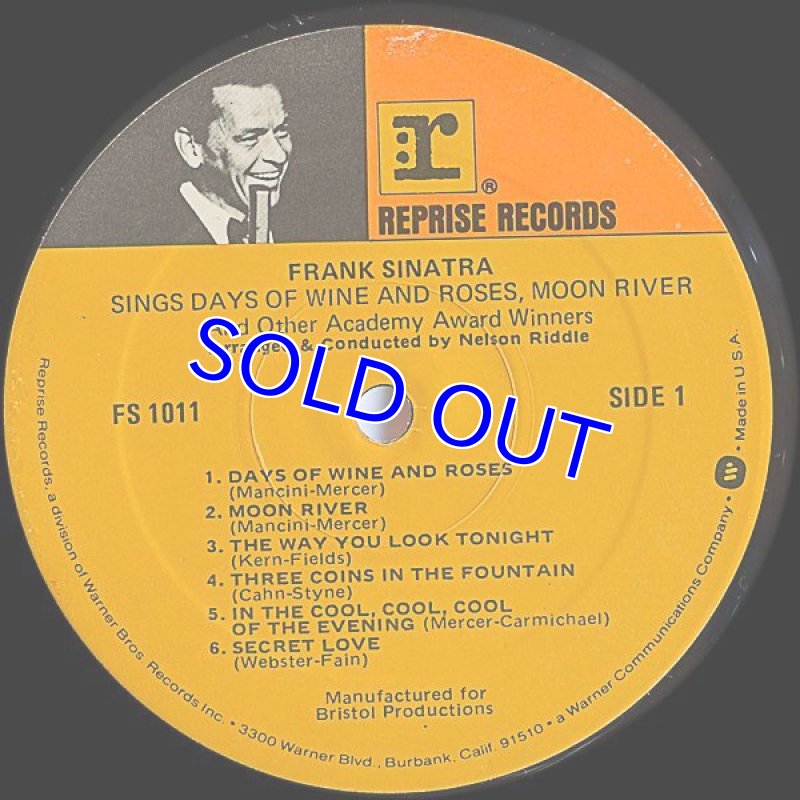 r
®
REPRISE RECORDS
FRANK SINATRA
SINGS DAYS OF WINE AND ROSES, MOON RIVER
And Other Academy Award Winners
Arranged & Conducted by Nelson Riddle
SOLD OUT
FS 1011
SIDE 1
1. DAYS OF WINE AND ROSES
(Mancini-Mercer)
2. MOON RIVER
(Mancini-Mercer)
3. THE WAY YOU LOOK TONIGHT
(Kern-Fields)
4. THREE COINS IN THE FOUNTAIN
(Cahn-Styne)
5. IN THE COOL, COOL, COOL
OF THE EVENING (Mercer-Carmichael)
6. SECRET LOVE
(Webster-Fain)
Manufactured for
Bristol Productions
Reprise Records, a division of Warner Bros. Records Inc. • 3300 Warner Blvd., Burbank, Calif. 91510 • a Warner Communications Company • Made in U.S.A.